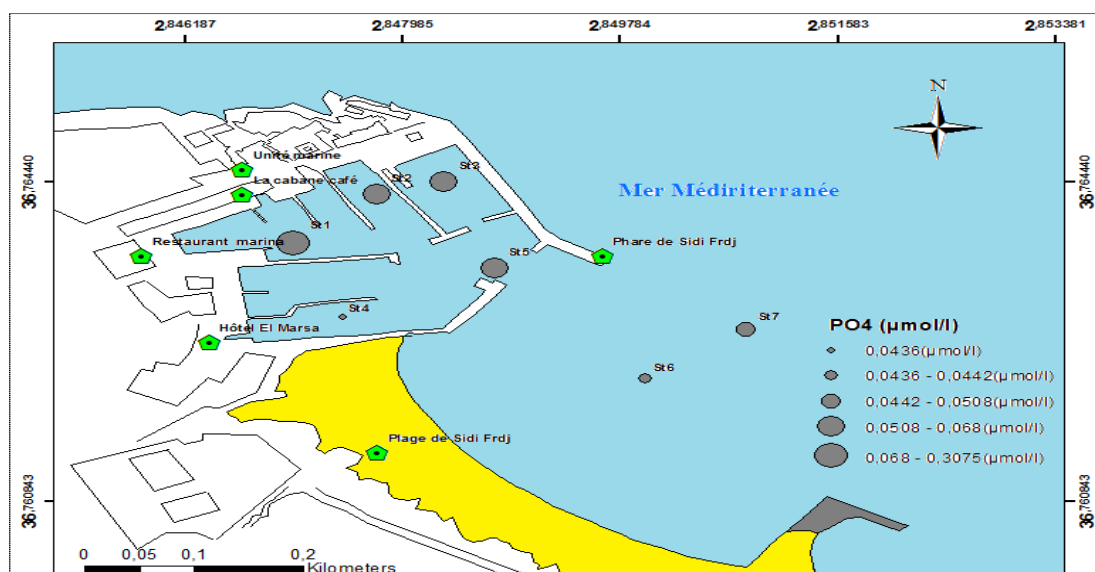 2,846187 2,847985 2,849784 2,851583 2,853381
N
36,764440
36,764440
Unité marine
La cabane café
St2
St3
Mer Méditerranée
St1
Restaurant marina
St5
Phare de Sidi Frdj
St4
Hôtel El Marsa
St7
St6
PO4 (µmol/l)
0,0436(µmol/l)
0,0436 - 0,0442(µmol/l)
0,0442 - 0,0508(µmol/l)
0,0508 - 0,068(µmol/l)
0,068 - 0,3075(µmol/l)
Plage de Sidi Frdj
36,760843
36,760843
0 0,05 0,1 0,2
Kilometers